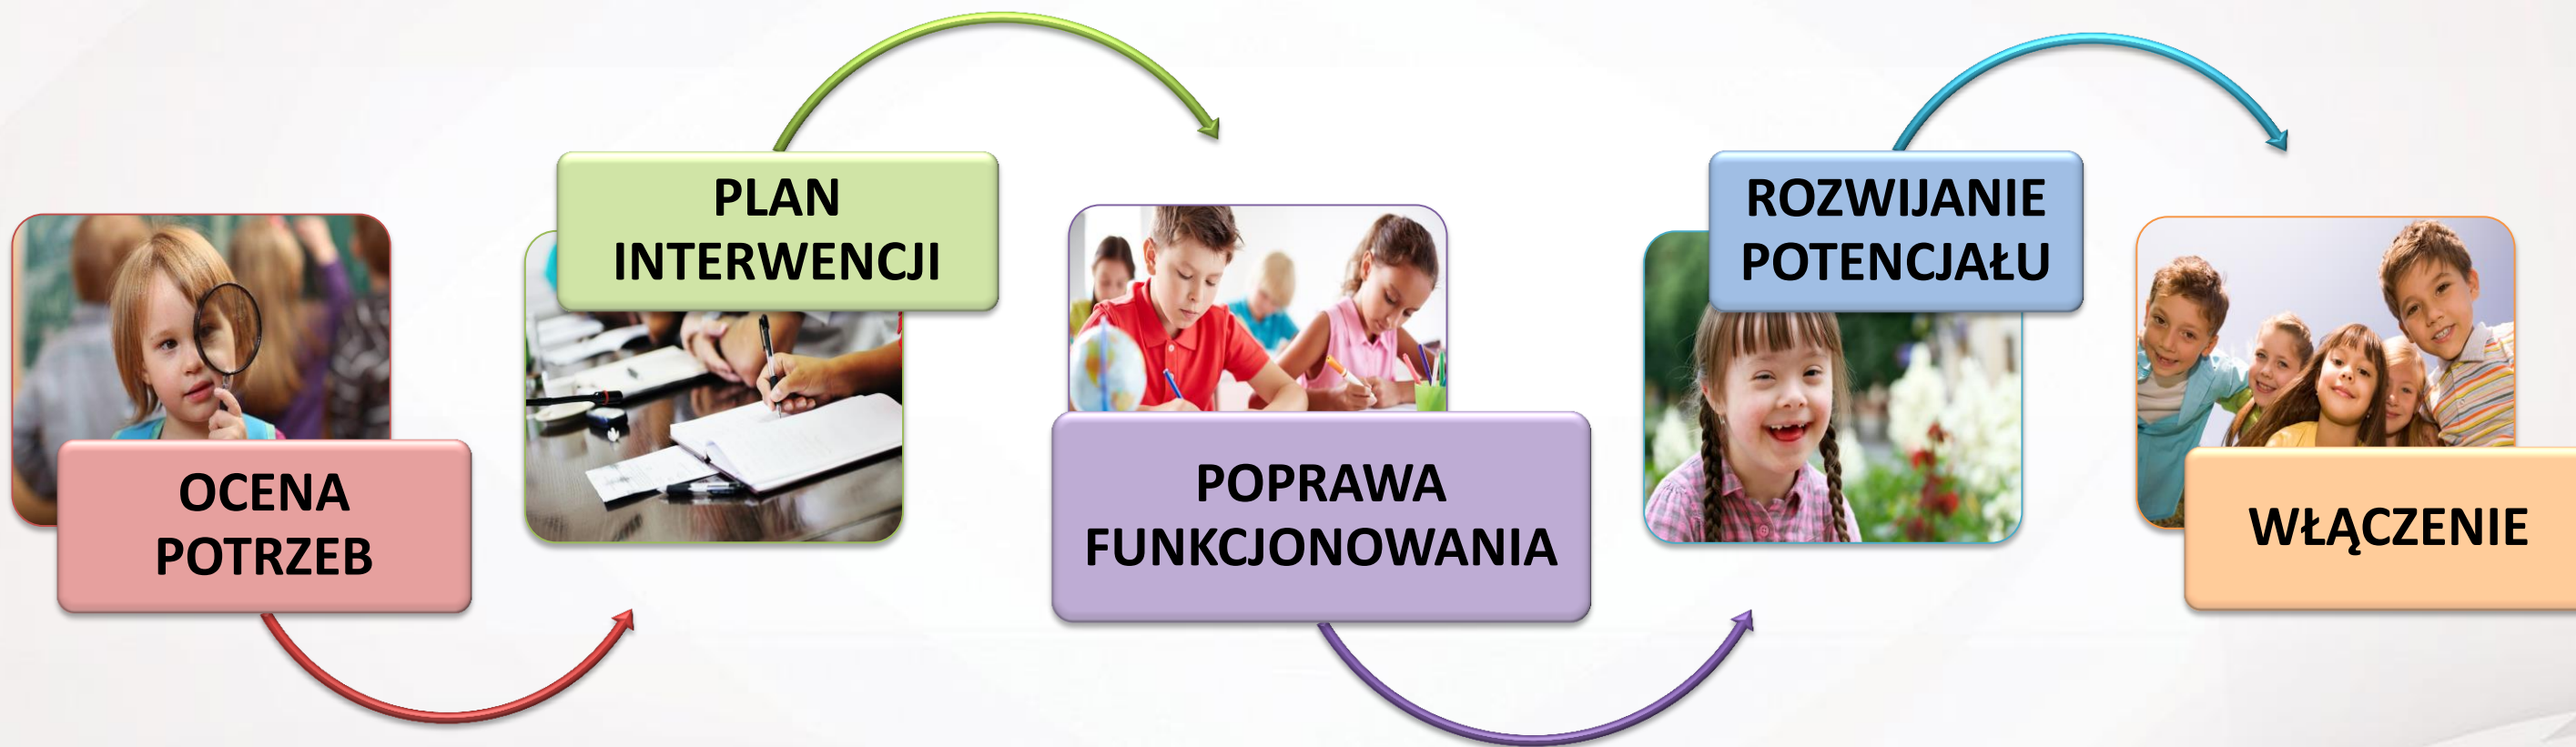 OCENA
POTRZEB
PLAN
INTERWENCJI
POPRAWA
FUNKCJONOWANIA
ROZWIJANIE
POTENCJAŁU
WŁĄCZENIE